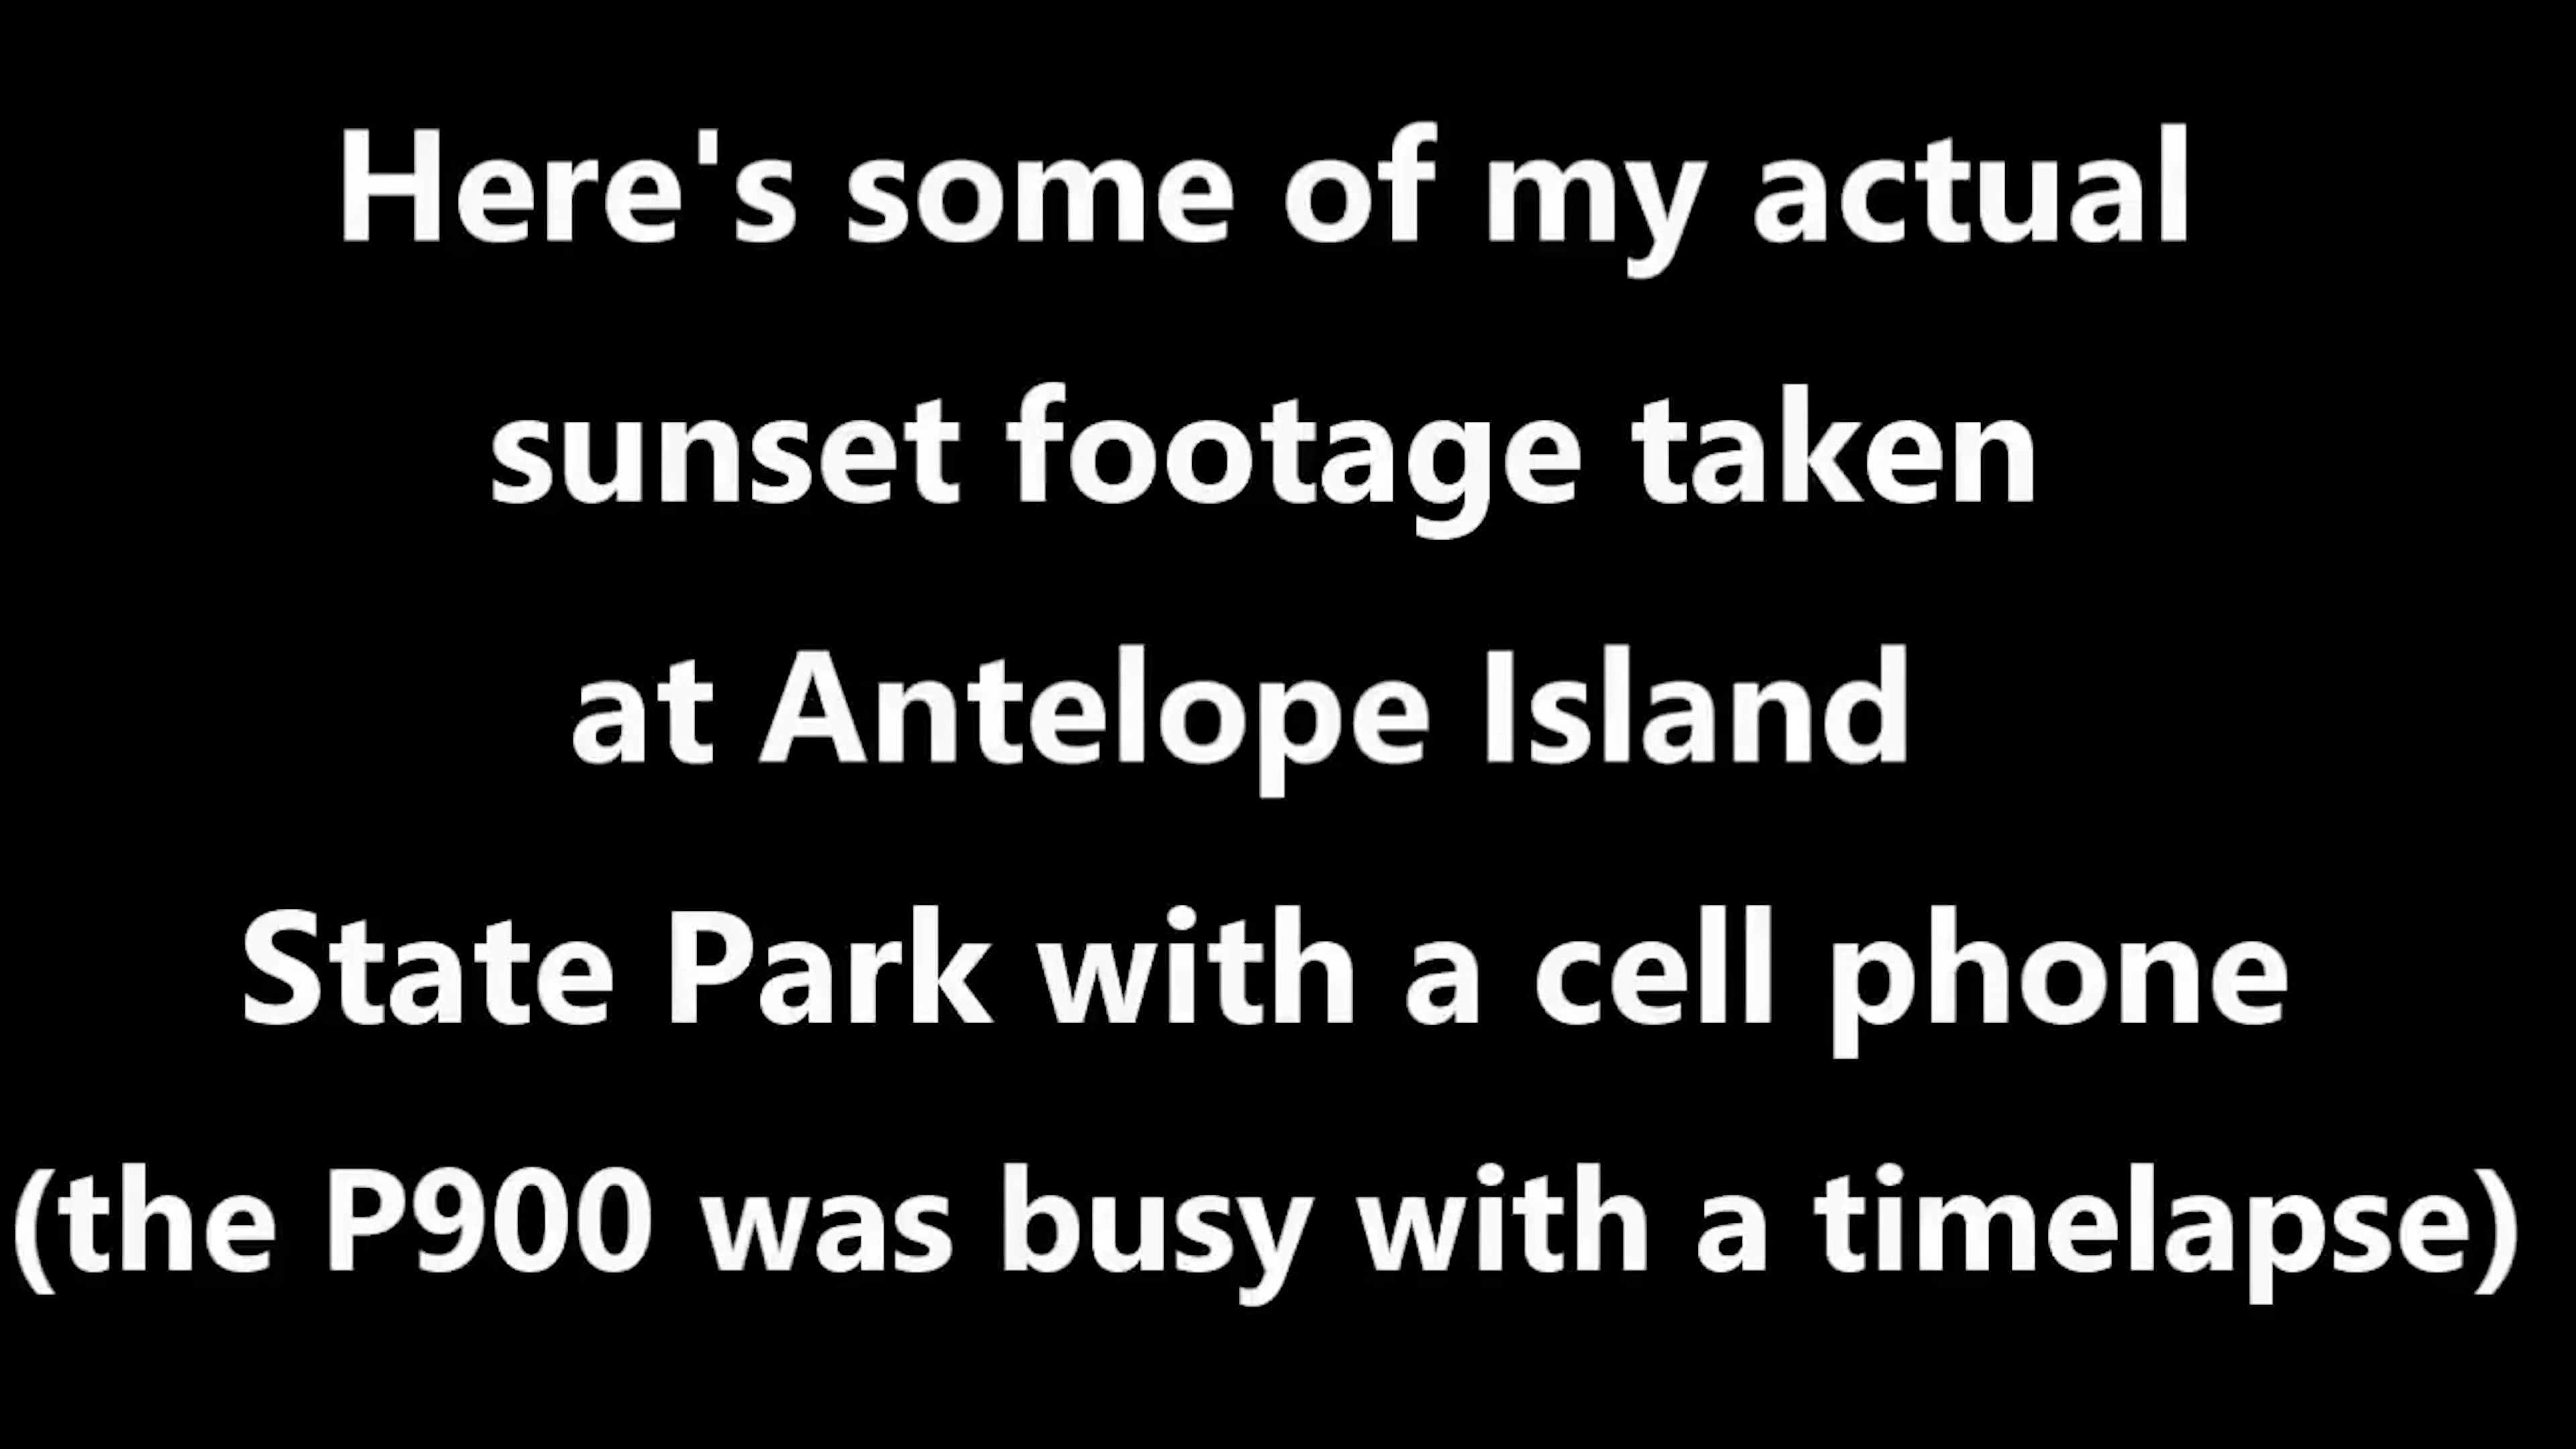 Here's some of my actual
sunset footage taken
at Antelope Island
State Park with a cell phone
(the P900 was busy with a timelapse)